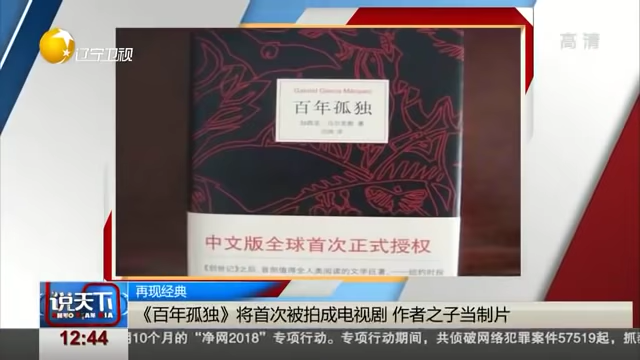 辽宁卫视
高清
Gabriel García Márquez
百年孤独
中文版全球首次正式授权
再现经典
说天下
《百年孤独》将首次被拍成电视剧 作者之子当制片
12:44
10个月的“净网2018”专项行动。专项行动期间，共侦破网络犯罪案件57519起，抓